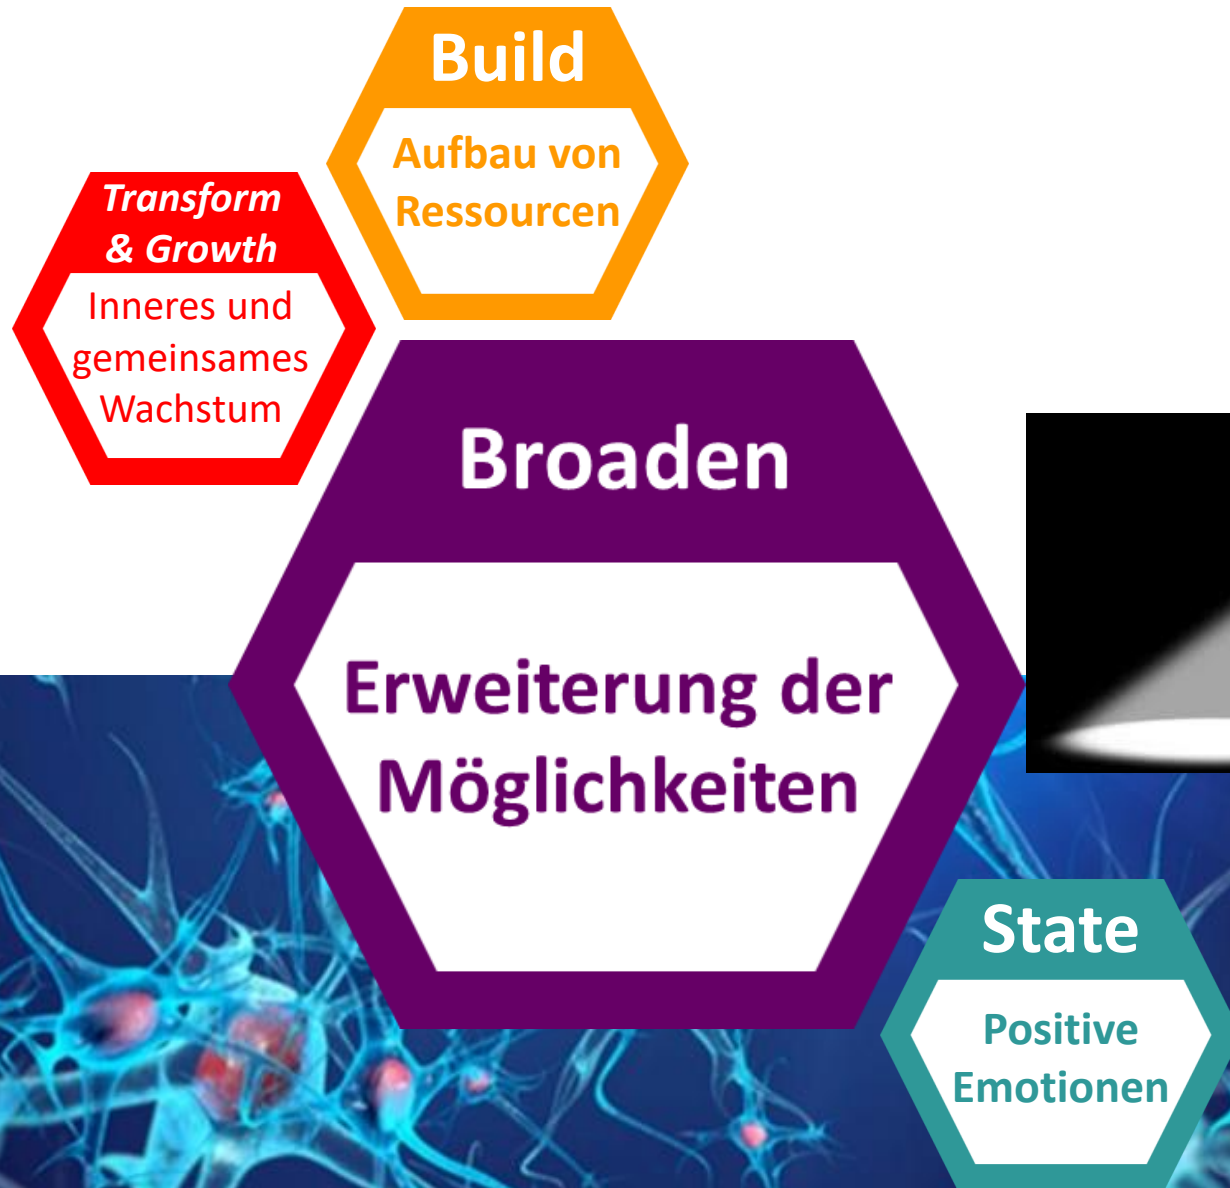 Build
Aufbau von
Ressourcen
Transform
& Growth
Inneres und
gemeinsames
Wachstum
Broaden
Erweiterung der
Möglichkeiten
State
Positive
Emotionen